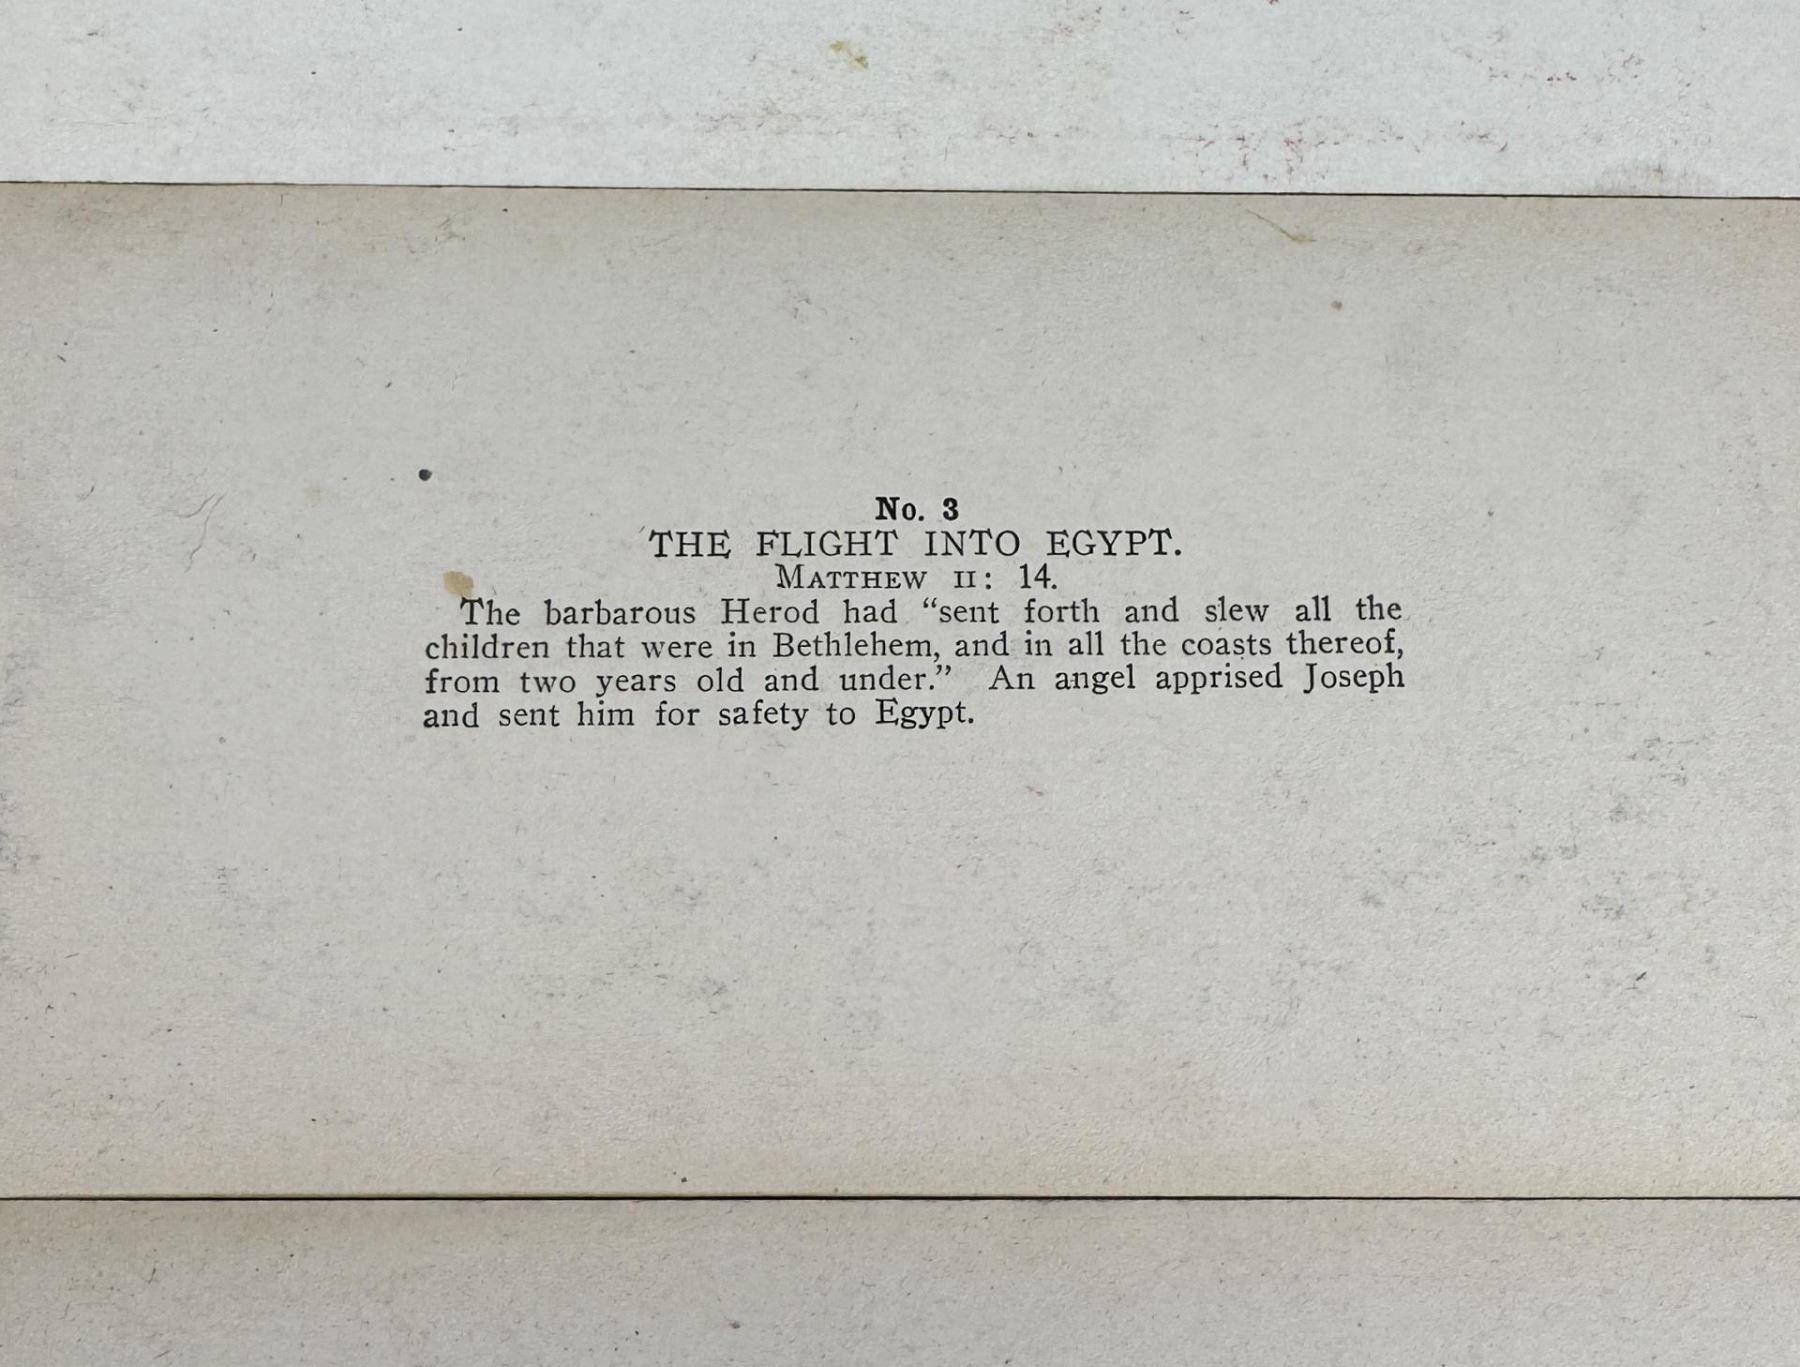 No. 3
THE FLIGHT INTO EGYPT.
MATTHEW II: 14.
The barbarous Herod had “sent forth and slew all the
children that were in Bethlehem, and in all the coasts thereof,
from two years old and under.” An angel apprised Joseph
and sent him for safety to Egypt.